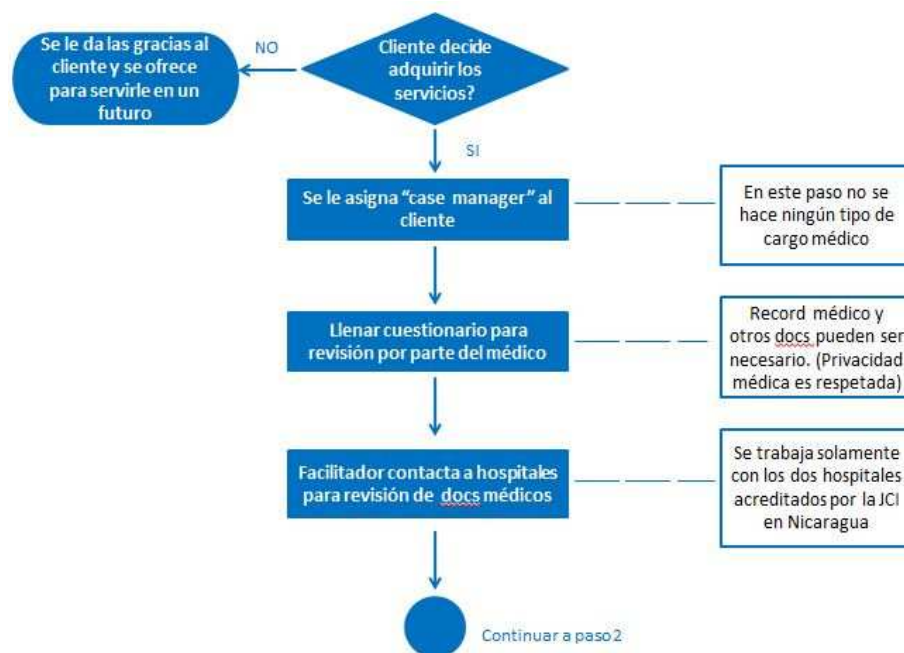 Se le da las gracias al
cliente y se ofrece
para servirle en un
futuro
NO
Cliente decide
adquirir los
servicios?
SI
Se le asigna “case manager” al
cliente
En este paso no se
hace ningún tipo de
cargo médico
Llenar cuestionario para
revisión por parte del médico
Record médico y
otros docs pueden ser
necesario. (Privacidad
médica es respetada)
Facilitador contacta a hospitales
para revisión de docs médicos
Se trabaja solamente
con los dos hospitales
acreditados por la JCI
en Nicaragua
Continuar a paso 2